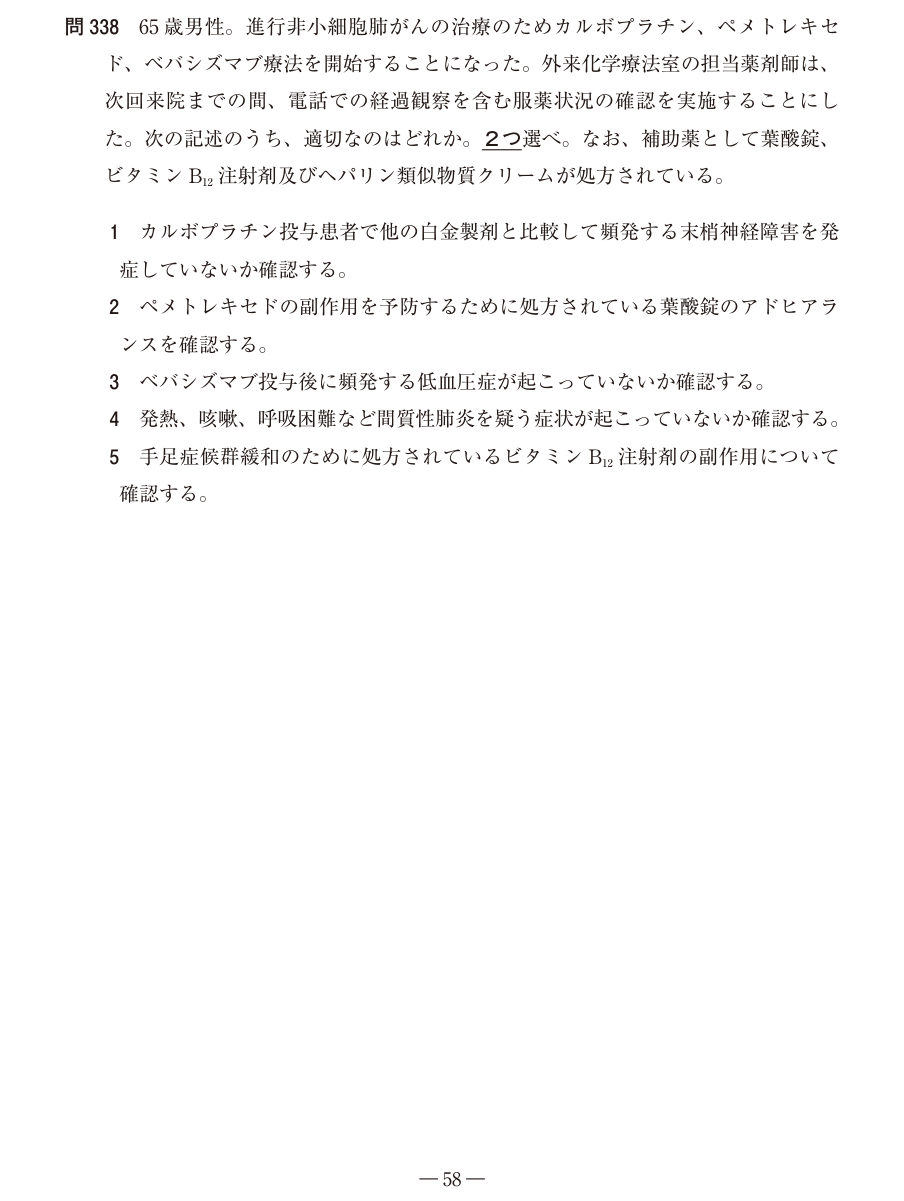 問 338 65 歳男性。進行非小細胞肺がんの治療のためカルボプラチン、ペメトレキセ
ド、ベバシズマブ療法を開始することになった。外来化学療法室の担当薬剤師は、
次回来院までの間、電話での経過観察を含む服薬状況の確認を実施することにし
た。次の記述のうち、適切なのはどれか。2つ選べ。なお、補助薬として葉酸錠、
ビタミン B₁₂ 注射剤及びヘパリン類似物質クリームが処方されている。
1 カルボプラチン投与患者で他の白金製剤と比較して頻発する末梢神経障害を発
症していないか確認する。
2 ペメトレキセドの副作用を予防するために処方されている葉酸錠のアドヒアラ
ンスを確認する。
3 ベバシズマブ投与後に頻発する低血圧症が起こっていないか確認する。
4 発熱、咳嗽、呼吸困難など間質性肺炎を疑う症状が起こっていないか確認する。
5 手足症候群緩和のために処方されているビタミン B₁₂ 注射剤の副作用について
確認する。
— 58 —